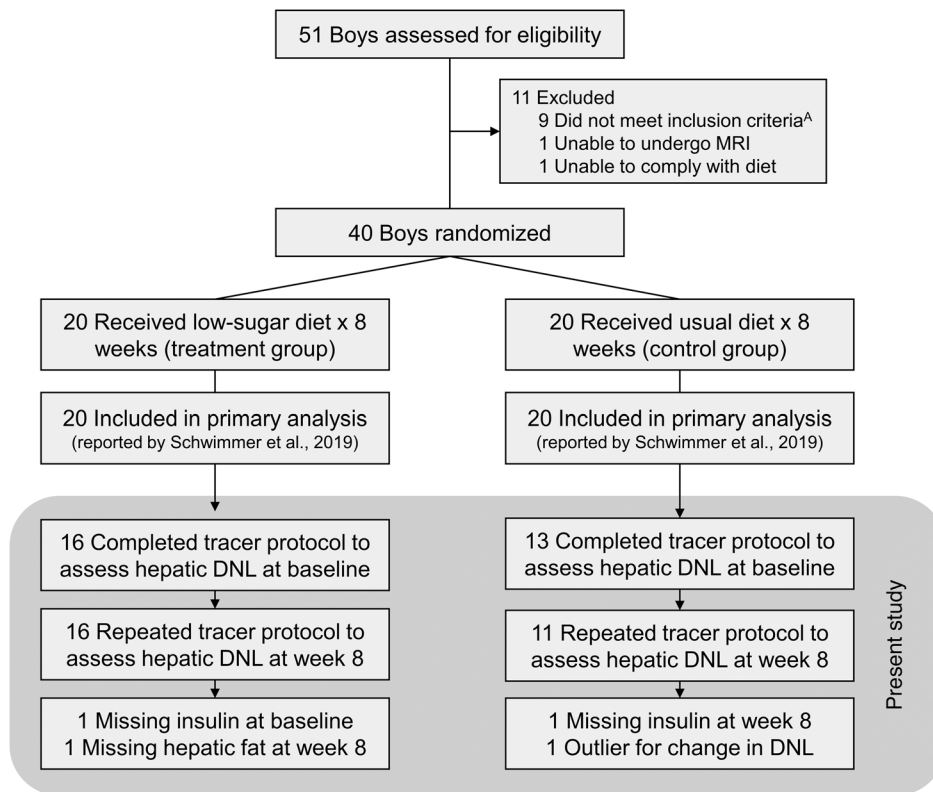 51 Boys assessed for eligibility
11 Excluded
9 Did not meet inclusion criteriaᴬ
1 Unable to undergo MRI
1 Unable to comply with diet
40 Boys randomized
20 Received low-sugar diet x 8
weeks (treatment group)
20 Received usual diet x 8
weeks (control group)
20 Included in primary analysis
(reported by Schwimmer et al., 2019)
20 Included in primary analysis
(reported by Schwimmer et al., 2019)
16 Completed tracer protocol to
assess hepatic DNL at baseline
13 Completed tracer protocol to
assess hepatic DNL at baseline
16 Repeated tracer protocol to
assess hepatic DNL at week 8
11 Repeated tracer protocol to
assess hepatic DNL at week 8
1 Missing insulin at baseline
1 Missing hepatic fat at week 8
1 Missing insulin at week 8
1 Outlier for change in DNL
Present study